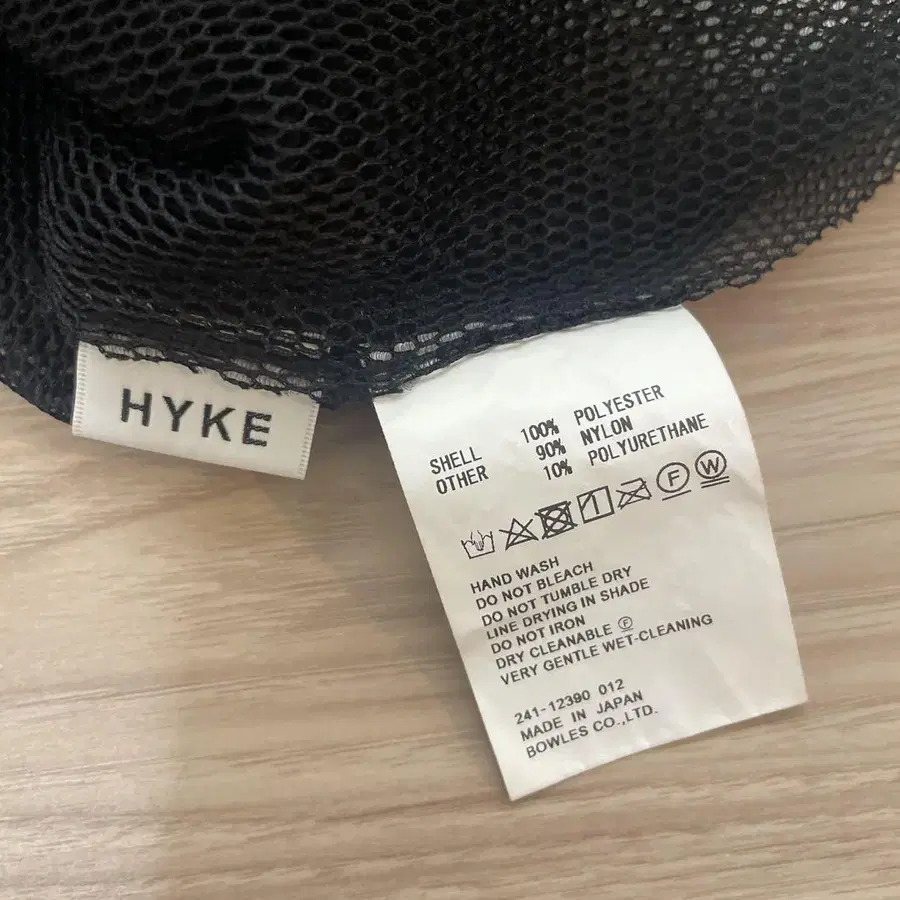 HYKE
SHELL 100% POLYESTER
OTHER 90% NYLON
10% POLYURETHANE
F W
HAND WASH
DO NOT BLEACH
DO NOT TUMBLE DRY
LINE DRYING IN SHADE
DO NOT IRON
DRY CLEANABLE Ⓕ
VERY GENTLE WET-CLEANING
241-12390 012
MADE IN JAPAN
BOWLES CO.,LTD.